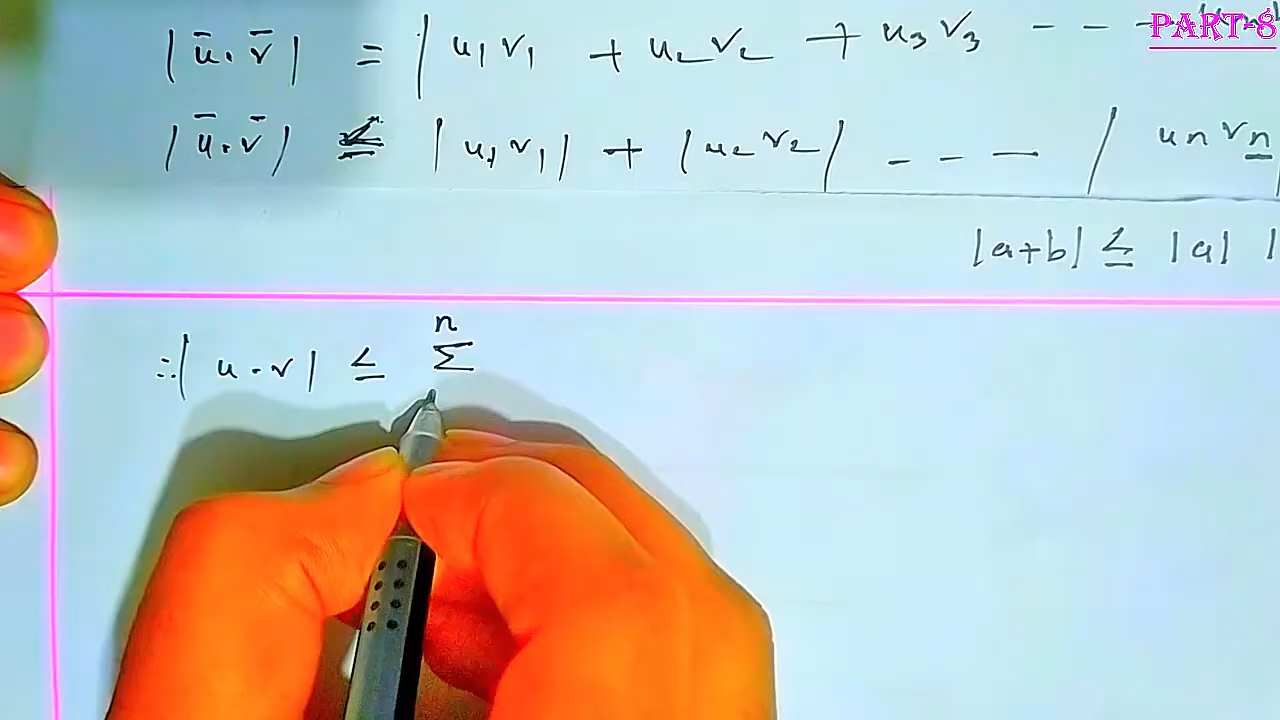 PART-8
|ū.v̄| = |u₁v₁ + u₂v₂ + u₃v₃ - - -
|ū.v̄| ≤ |u₁v₁| + |u₂v₂| - - - |unvn
|a+b| ≤ |a|
∴|u.v| ≤ n Σ